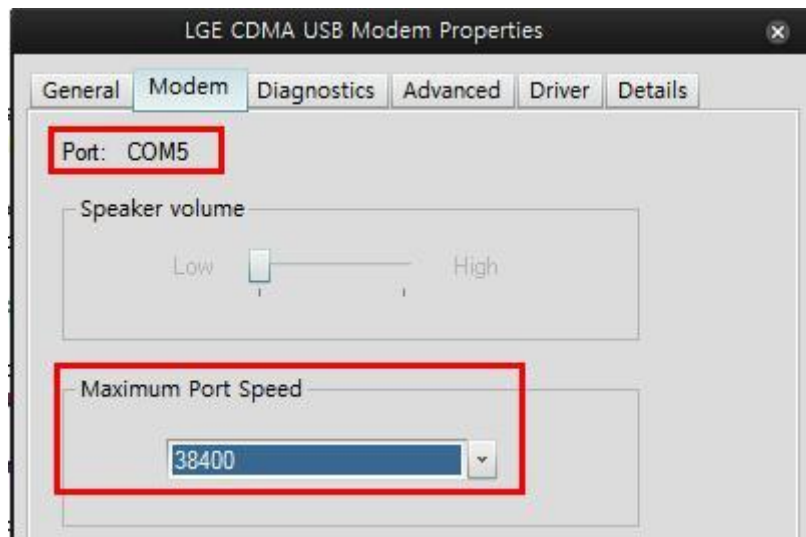 LGE CDMA USB Modem Properties
General Modem Diagnostics Advanced Driver Details
Port: COM5
Speaker volume
Low High
Maximum Port Speed
38400